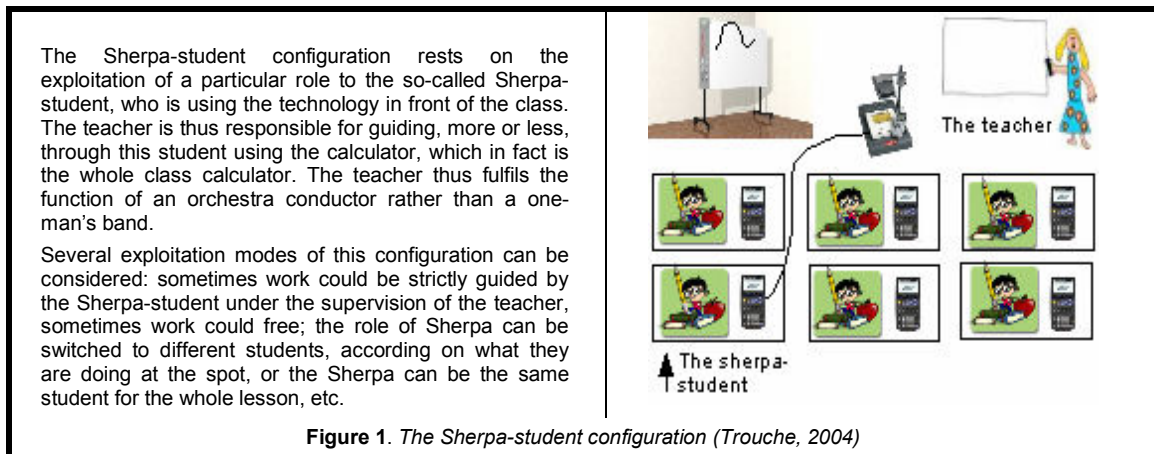 The Sherpa-student configuration rests on the
exploitation of a particular role to the so-called Sherpa-
student, who is using the technology in front of the class.
The teacher is thus responsible for guiding, more or less,
through this student using the calculator, which in fact is
the whole class calculator. The teacher thus fulfils the
function of an orchestra conductor rather than a one-
man's band.
Several exploitation modes of this configuration can be
considered: sometimes work could be strictly guided by
the Sherpa-student under the supervision of the teacher,
sometimes work could free; the role of Sherpa can be
switched to different students, according on what they
are doing at the spot, or the Sherpa can be the same
student for the whole lesson, etc.
The teacher
The sherpa-
student
Figure 1. The Sherpa-student configuration (Trouche, 2004)